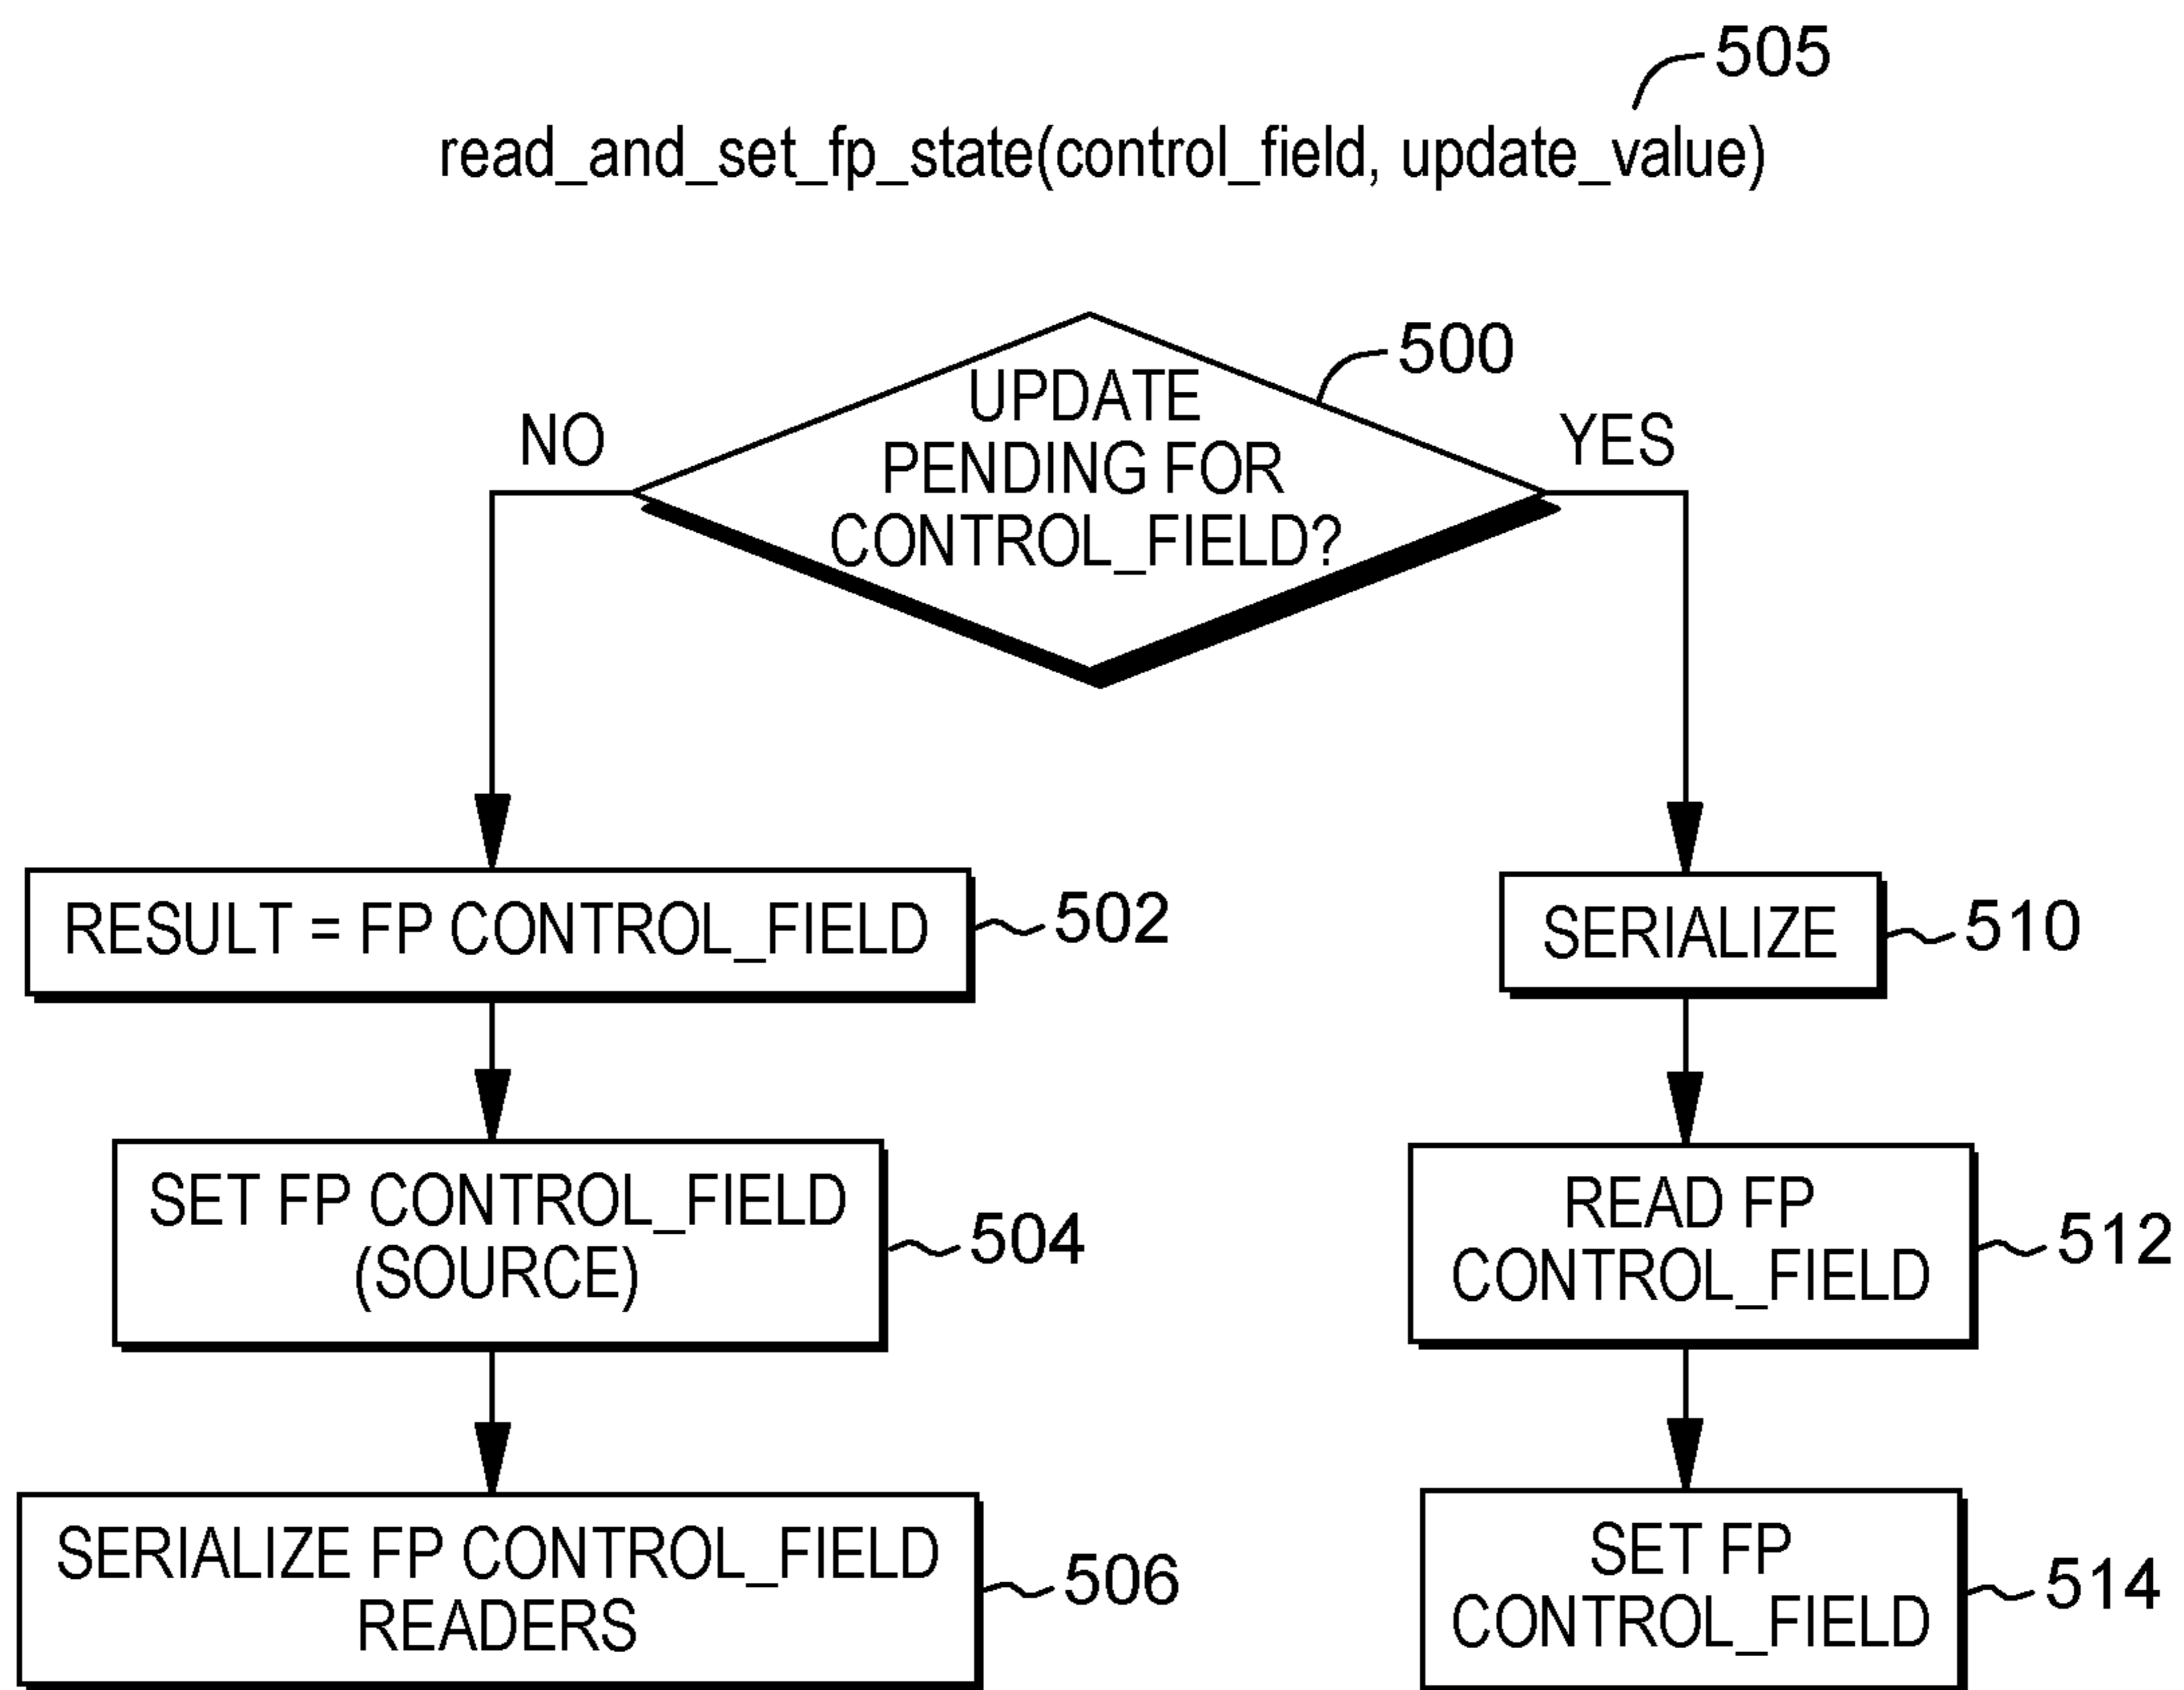 505
read_and_set_fp_state(control_field, update_value)
500
UPDATE
PENDING FOR
CONTROL_FIELD?
NO
YES
RESULT = FP CONTROL_FIELD
502
SET FP CONTROL_FIELD
(SOURCE)
504
SERIALIZE FP CONTROL_FIELD
READERS
506
SERIALIZE
510
READ FP
CONTROL_FIELD
512
SET FP
CONTROL_FIELD
514